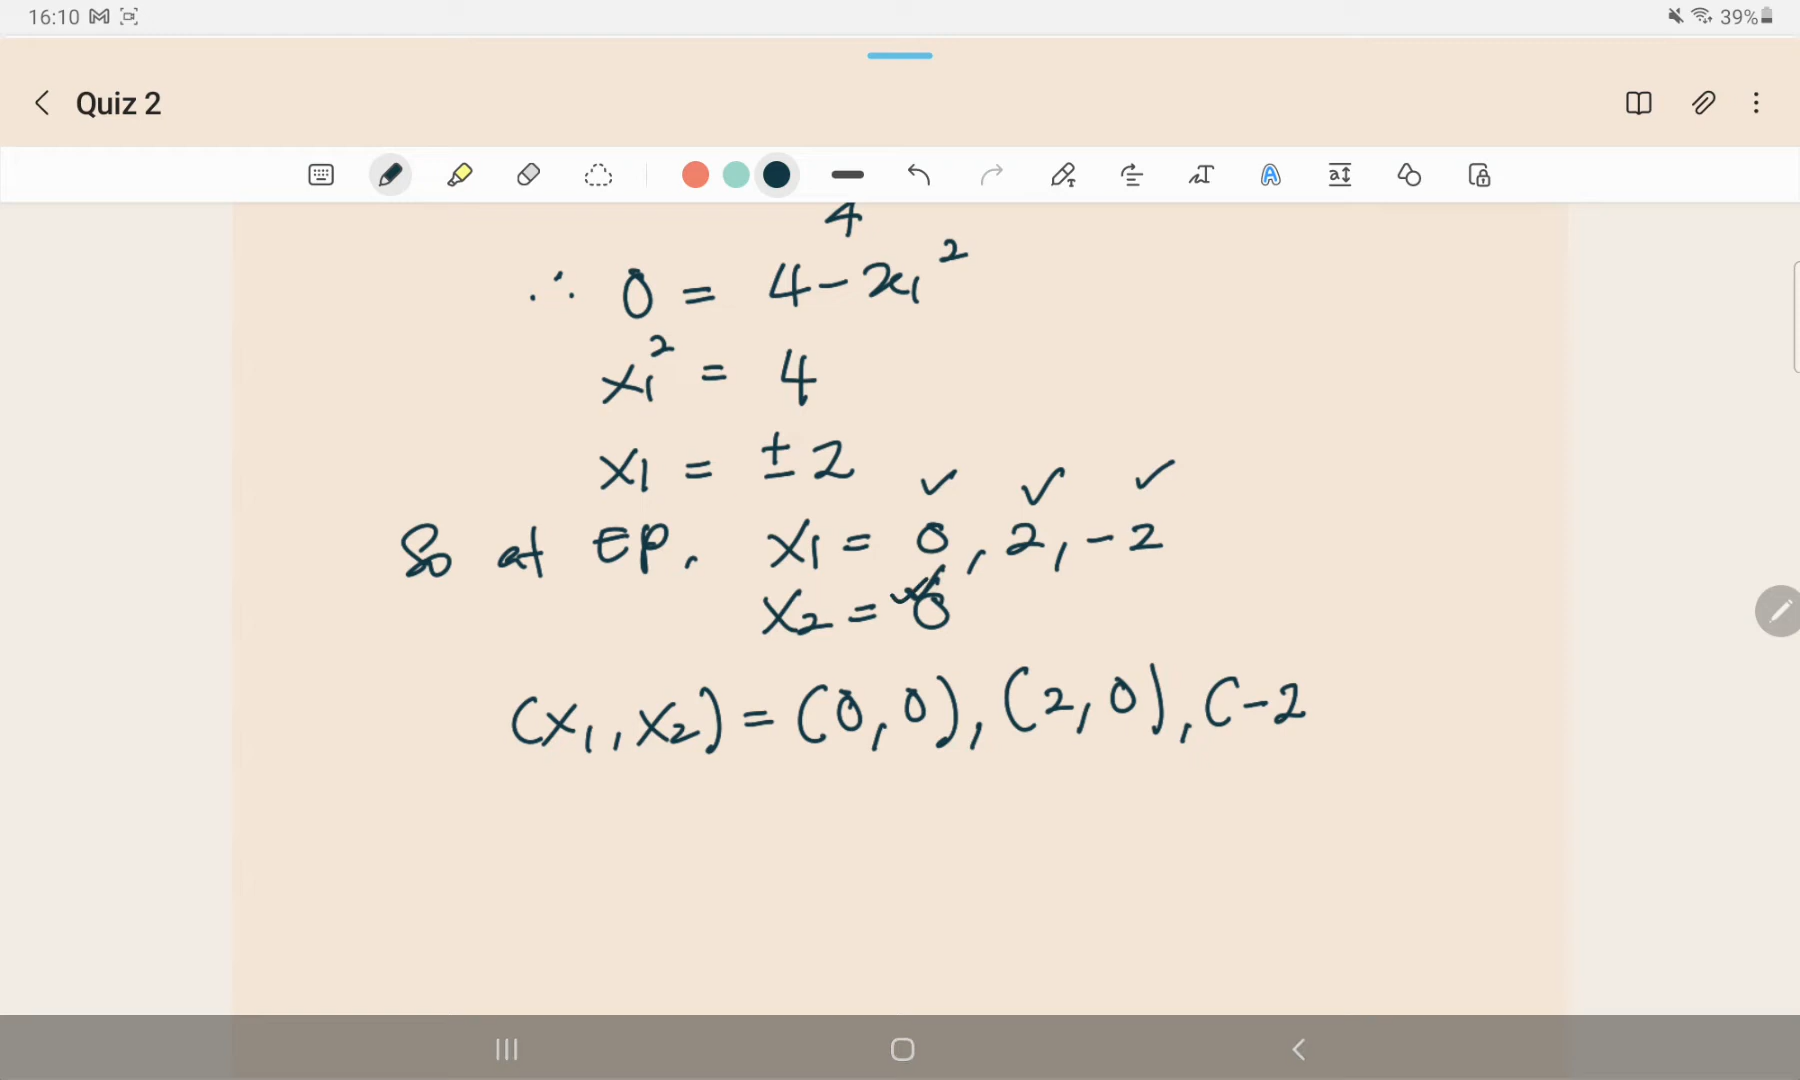 16:10 39%
Quiz 2
4
∴ 0 = 4 - x₁²
x₁² = 4
x₁ = ± 2
✓ ✓ ✓
So at EP, x₁ = 0, 2, -2
x₂ = 0
(x₁, x₂) = (0, 0), (2, 0), (-2